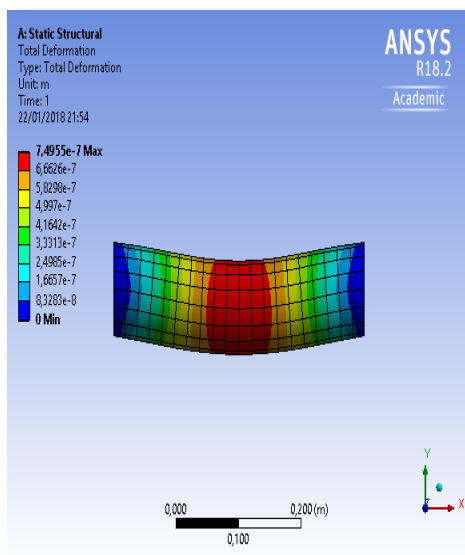 A: Static Structural
Total Deformation
Type: Total Deformation
Unit: m
Time: 1
22/01/2018 21:54
ANSYS
R18.2
Academic
7,4955e-7 Max
6,6626e-7
5,8298e-7
4,997e-7
4,1642e-7
3,3313e-7
2,4985e-7
1,6657e-7
8,3283e-8
0 Min
Y
X
0,000
0,200 (m)
0,100